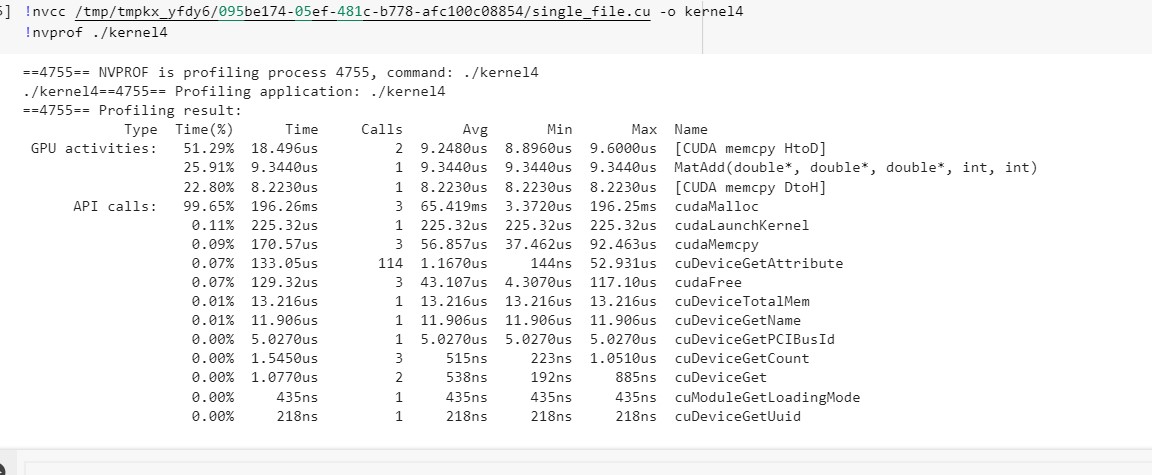 5] !nvcc /tmp/tmpkx_yfdy6/095be174-05ef-481c-b778-afc100c08854/single_file.cu -o kernel4
!nvprof ./kernel4
==4755== NVPROF is profiling process 4755, command: ./kernel4
./kernel4==4755== Profiling application: ./kernel4
==4755== Profiling result:
Type Time(%) Time Calls Avg Min Max Name
GPU activities: 51.29% 18.496us 2 9.2480us 8.8960us 9.6000us [CUDA memcpy HtoD]
25.91% 9.3440us 1 9.3440us 9.3440us 9.3440us MatAdd(double*, double*, double*, int, int)
22.80% 8.2230us 1 8.2230us 8.2230us 8.2230us [CUDA memcpy DtoH]
API calls: 99.65% 196.26ms 3 65.419ms 3.3720us 196.25ms cudaMalloc
0.11% 225.32us 1 225.32us 225.32us 225.32us cudaLaunchKernel
0.09% 170.57us 3 56.857us 37.462us 92.463us cudaMemcpy
0.07% 133.05us 114 1.1670us 144ns 52.931us cuDeviceGetAttribute
0.07% 129.32us 3 43.107us 4.3070us 117.10us cudaFree
0.01% 13.216us 1 13.216us 13.216us 13.216us cuDeviceTotalMem
0.01% 11.906us 1 11.906us 11.906us 11.906us cuDeviceGetName
0.00% 5.0270us 1 5.0270us 5.0270us 5.0270us cuDeviceGetPCIBusId
0.00% 1.5450us 3 515ns 223ns 1.0510us cuDeviceGetCount
0.00% 1.0770us 2 538ns 192ns 885ns cuDeviceGet
0.00% 435ns 1 435ns 435ns 435ns cuModuleGetLoadingMode
0.00% 218ns 1 218ns 218ns 218ns cuDeviceGetUuid